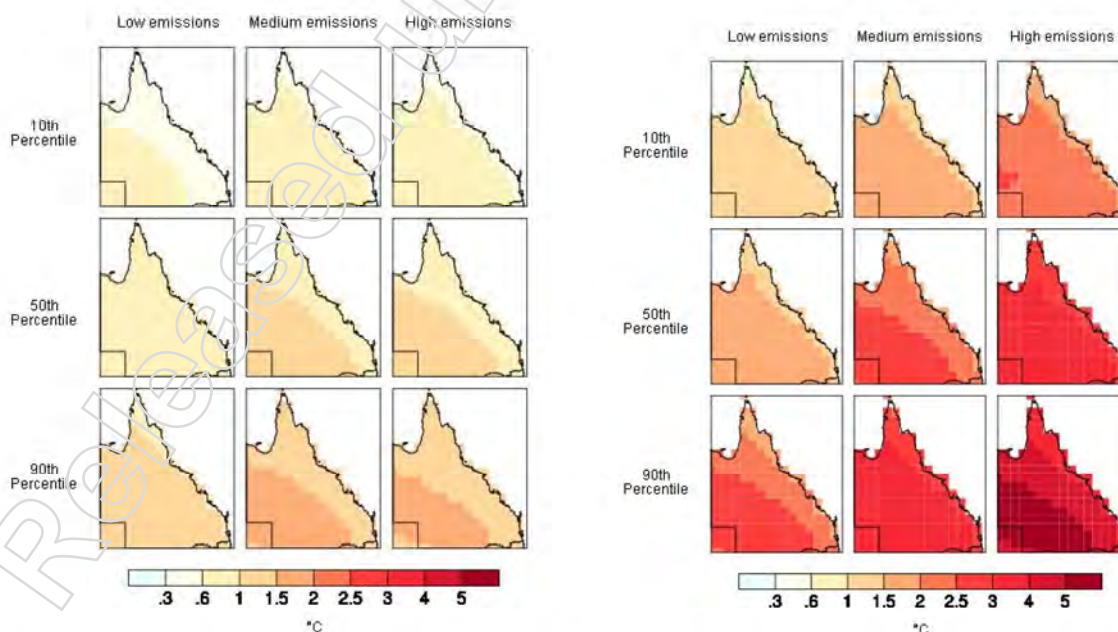 Low emissions Medium emissions High emissions
10th
Percentile
50th
Percentile
90th
Percentile
.3 .6 1 1.5 2 2.5 3 4 5
°C
Low emissions Medium emissions High emissions
10th
Percentile
50th
Percentile
90th
Percentile
.3 .6 1 1.5 2 2.5 3 4 5
°C
Released